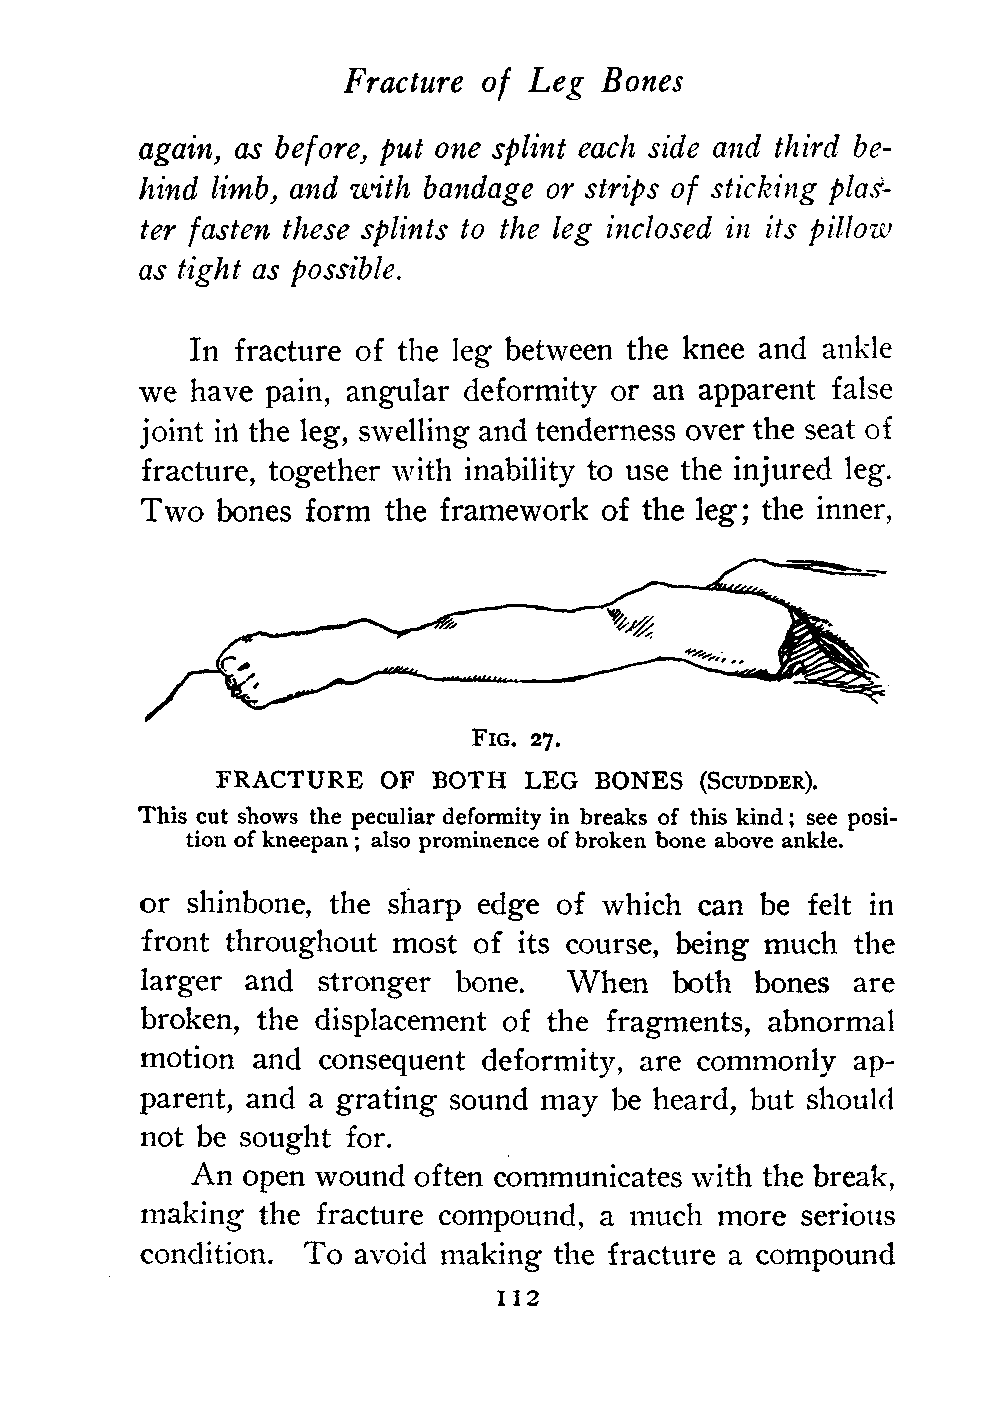 Fracture of Leg Bones
again, as before, put one splint each side and third be-
hind limb, and with bandage or strips of sticking plas-
ter fasten these splints to the leg inclosed in its pillow
as tight as possible.
In fracture of the leg between the knee and ankle
we have pain, angular deformity or an apparent false
joint in the leg, swelling and tenderness over the seat of
fracture, together with inability to use the injured leg.
Two bones form the framework of the leg; the inner,
Fig. 27.
FRACTURE OF BOTH LEG BONES (Scudder).
This cut shows the peculiar deformity in breaks of this kind; see posi-
tion of kneepan; also prominence of broken bone above ankle.
or shinbone, the sharp edge of which can be felt in
front throughout most of its course, being much the
larger and stronger bone. When both bones are
broken, the displacement of the fragments, abnormal
motion and consequent deformity, are commonly ap-
parent, and a grating sound may be heard, but should
not be sought for.
An open wound often communicates with the break,
making the fracture compound, a much more serious
condition. To avoid making the fracture a compound
112